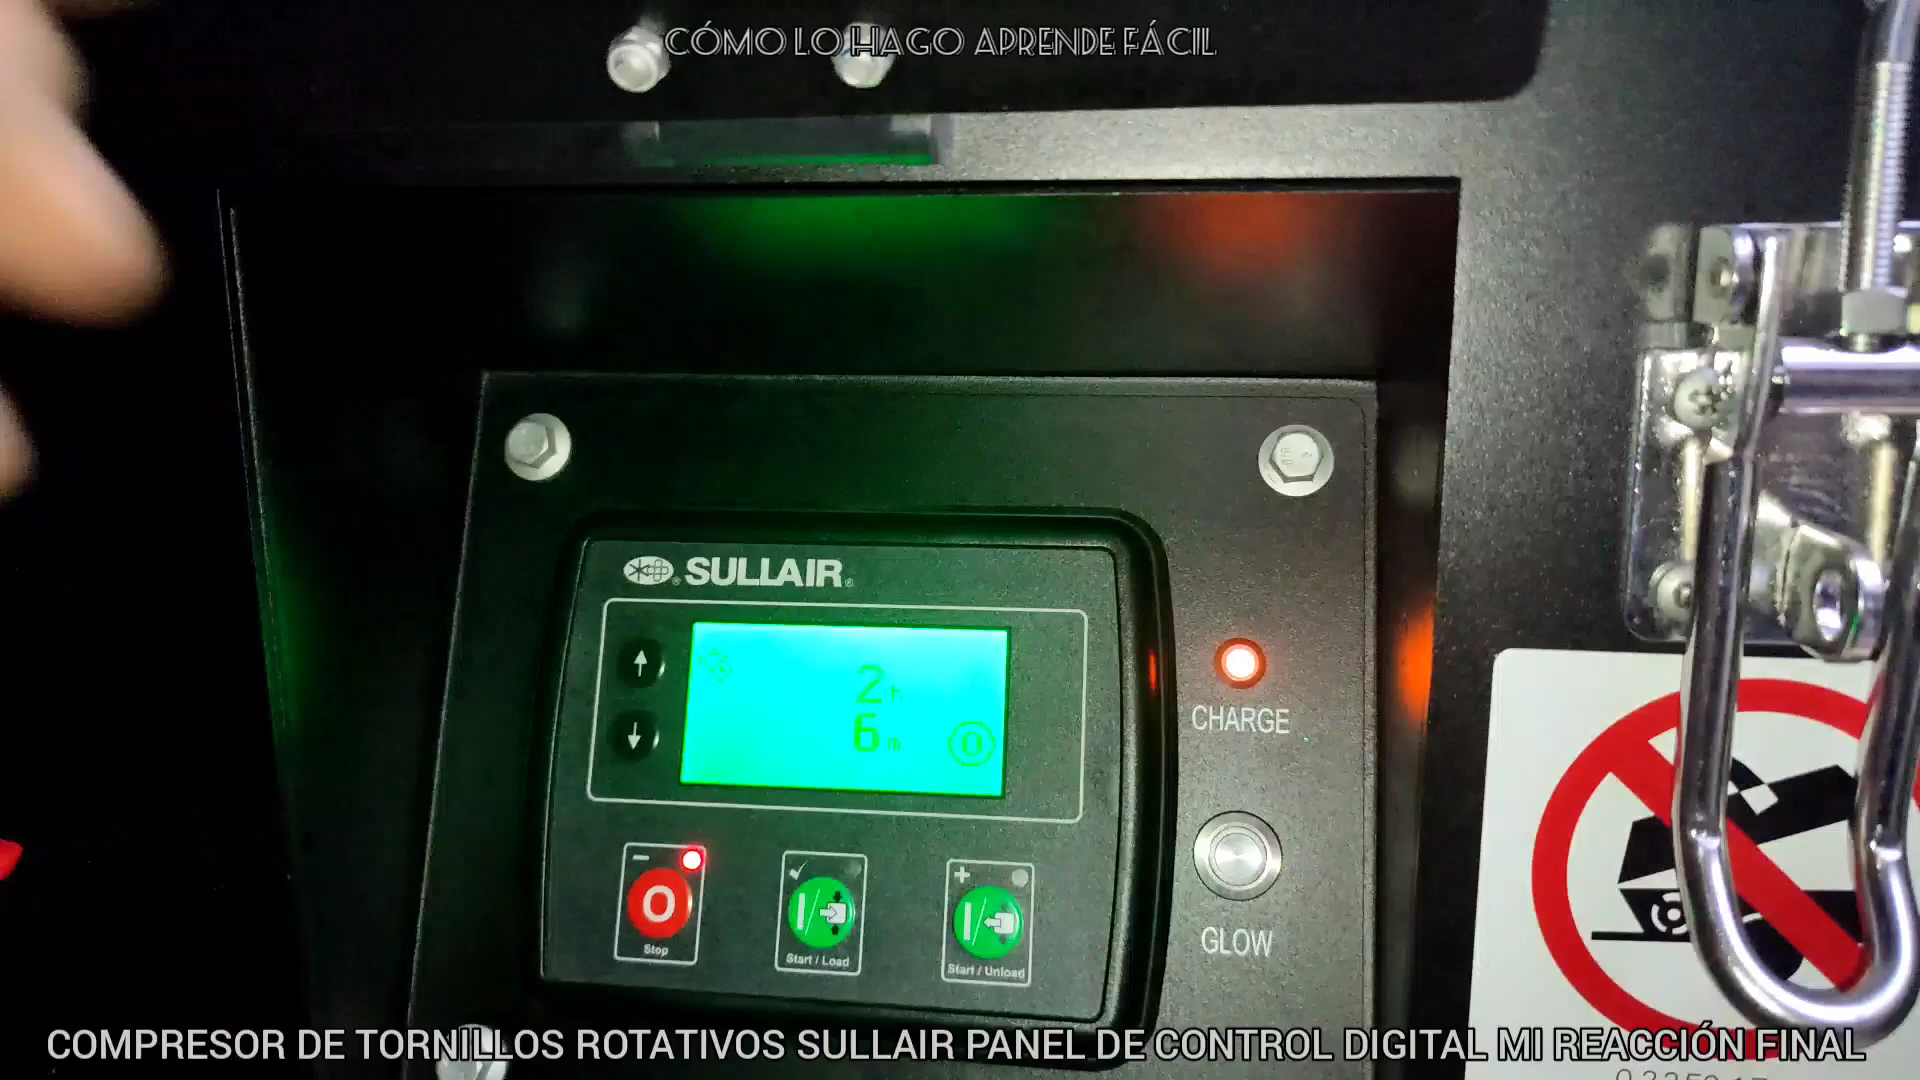 CÓMO LO HAGO APRENDE FÁCIL
SULLAIR
2 h
6 m
0
CHARGE
GLOW
O
Stop
Start / Load
Start / Unload
COMPRESOR DE TORNILLOS ROTATIVOS SULLAIR PANEL DE CONTROL DIGITAL MI REACCIÓN FINAL